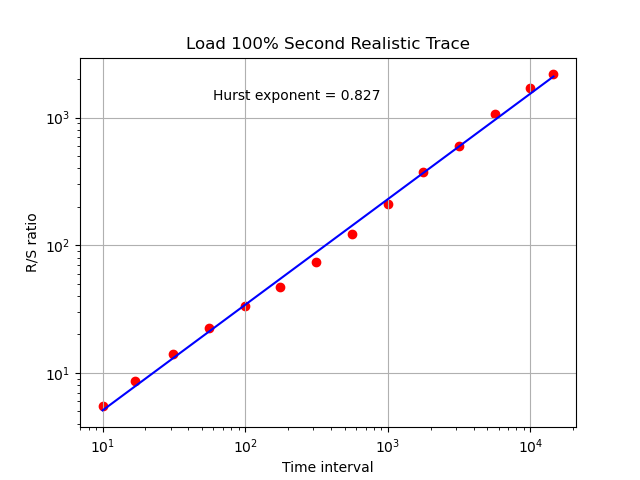 Load 100% Second Realistic Trace
Hurst exponent = 0.827
R/S ratio
10³
10²
10¹
10¹
10²
10³
10⁴
Time interval